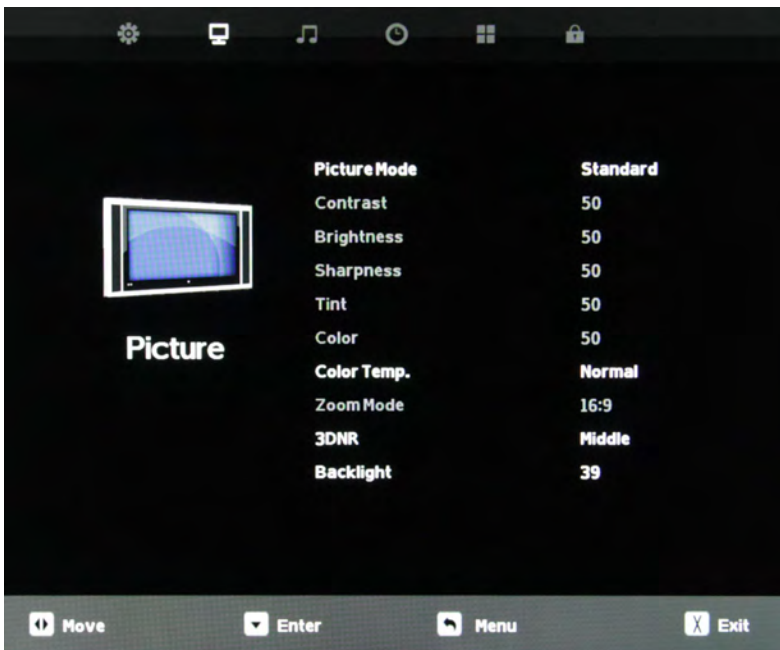 Picture Mode Standard
Contrast 50
Brightness 50
Sharpness 50
Tint 50
Color 50
Color Temp. Normal
Zoom Mode 16:9
3DNR Middle
Backlight 39
Picture
Move Enter Menu X Exit